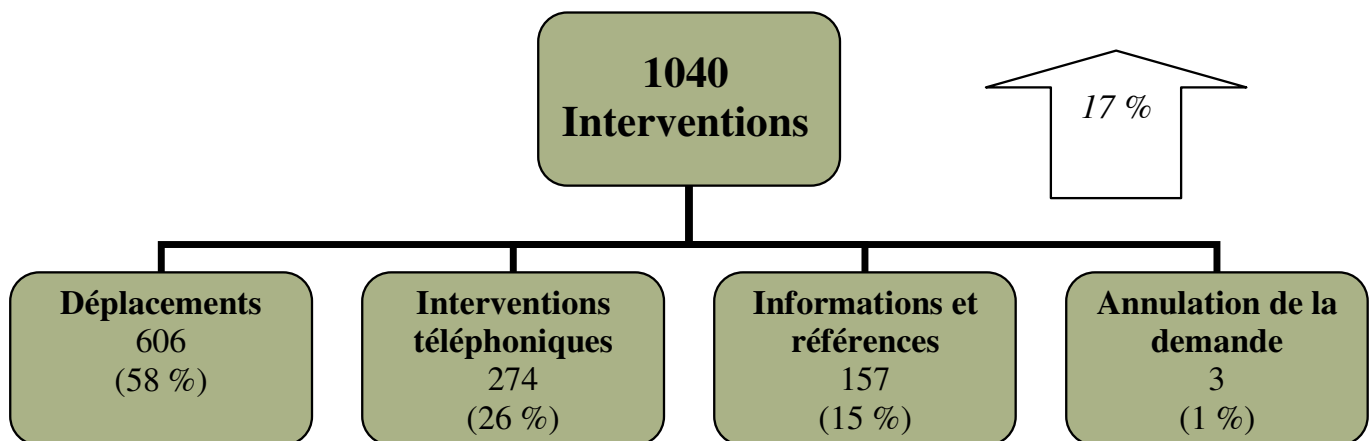 1040
Interventions
17 %
Déplacements
606
(58 %)
Interventions
téléphoniques
274
(26 %)
Informations et
références
157
(15 %)
Annulation de la
demande
3
(1 %)